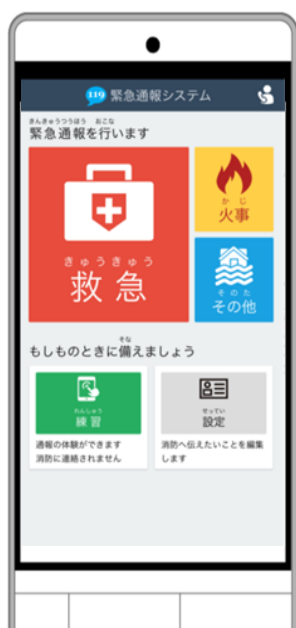 119 緊急通報システム
きんきゅうつうほう おこな
緊急通報を行います
きゅうきゅう
救急
かじ
火事
そのた
その他
そな
もしものときに備えましょう
れんしゅう
練習
通報の体験ができます
消防に連絡されません
せってい
設定
消防へ伝えたいことを編集
します